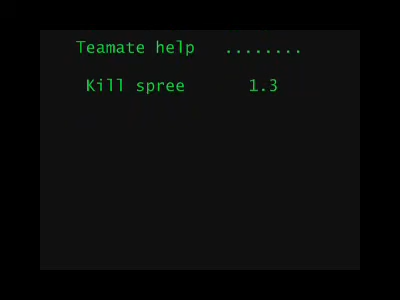 Teamate help ........
Kill spree 1.3